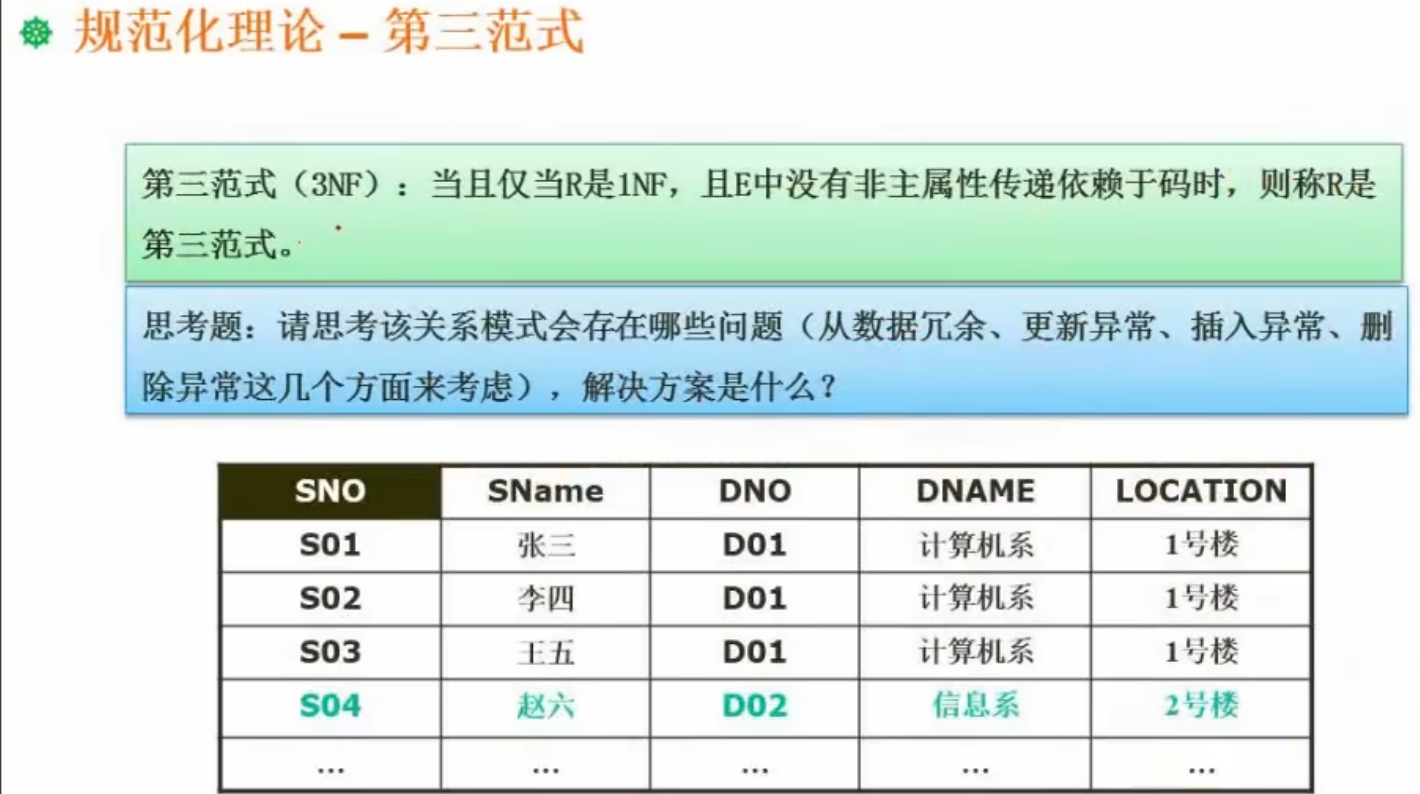 规范化理论 – 第三范式
第三范式（3NF）：当且仅当R是1NF，且E中没有非主属性传递依赖于码时，则称R是
第三范式。
思考题：请思考该关系模式会存在哪些问题（从数据冗余、更新异常、插入异常、删
除异常这几个方面来考虑），解决方案是什么？
SNO SName DNO DNAME LOCATION
S01 张三 D01 计算机系 1号楼
S02 李四 D01 计算机系 1号楼
S03 王五 D01 计算机系 1号楼
S04 赵六 D02 信息系 2号楼
... ... ... ... ...